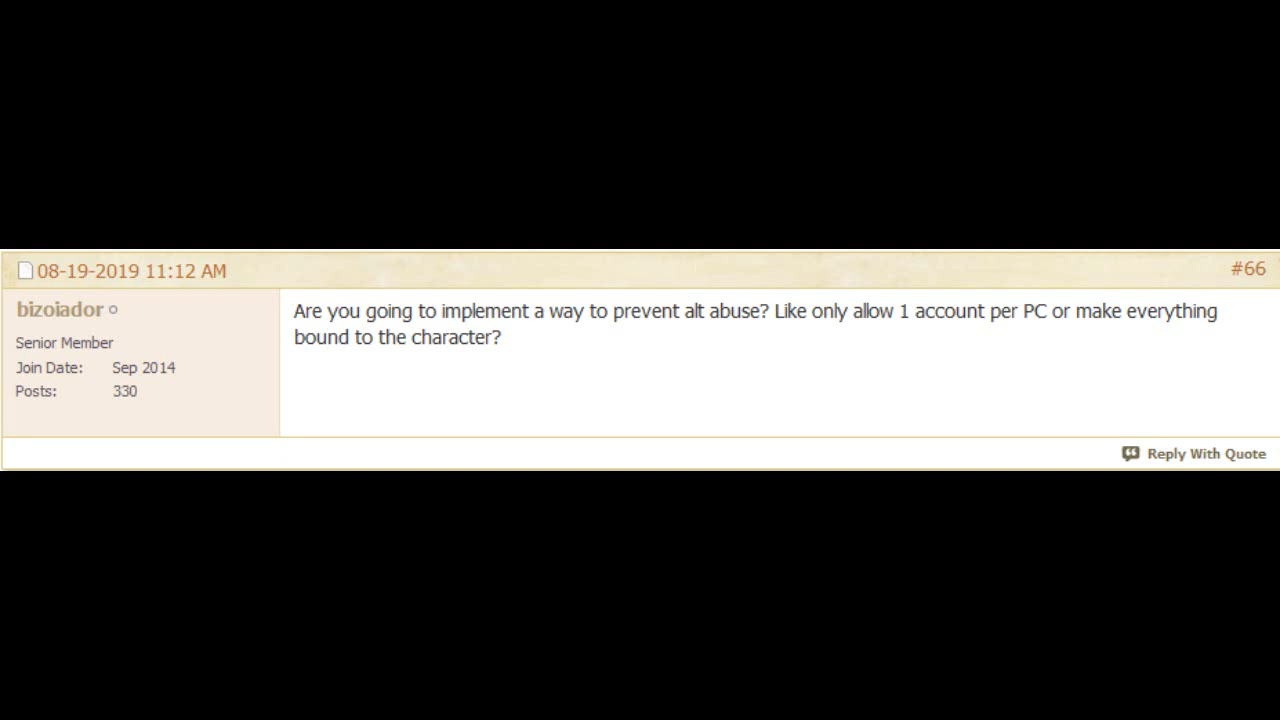 08-19-2019 11:12 AM
#66
bizoiador
Senior Member
Join Date: Sep 2014
Posts: 330
Are you going to implement a way to prevent alt abuse? Like only allow 1 account per PC or make everything
bound to the character?
Reply With Quote